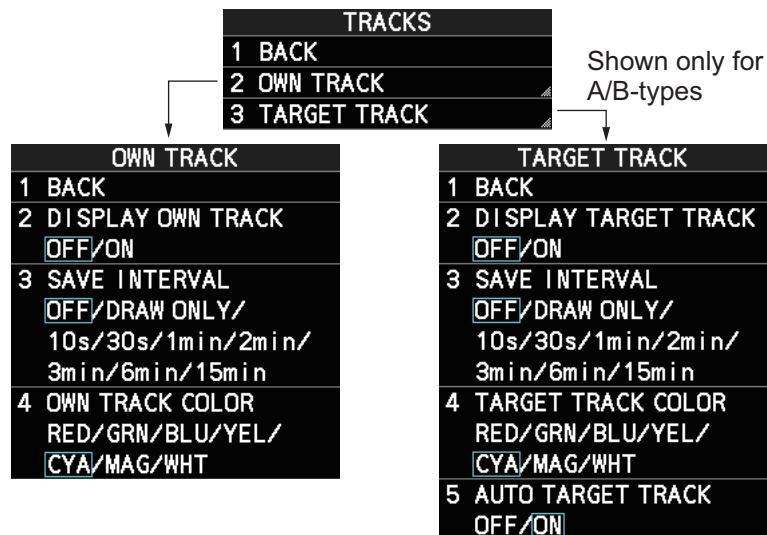 TRACKS
1 BACK
2 OWN TRACK
3 TARGET TRACK
Shown only for
A/B-types
OWN TRACK
1 BACK
2 DISPLAY OWN TRACK
OFF/ON
3 SAVE INTERVAL
OFF/DRAW ONLY/
10s/30s/1min/2min/
3min/6min/15min
4 OWN TRACK COLOR
RED/GRN/BLU/YEL/
CYA/MAG/WHT
TARGET TRACK
1 BACK
2 DISPLAY TARGET TRACK
OFF/ON
3 SAVE INTERVAL
OFF/DRAW ONLY/
10s/30s/1min/2min/
3min/6min/15min
4 TARGET TRACK COLOR
RED/GRN/BLU/YEL/
CYA/MAG/WHT
5 AUTO TARGET TRACK
OFF/ON